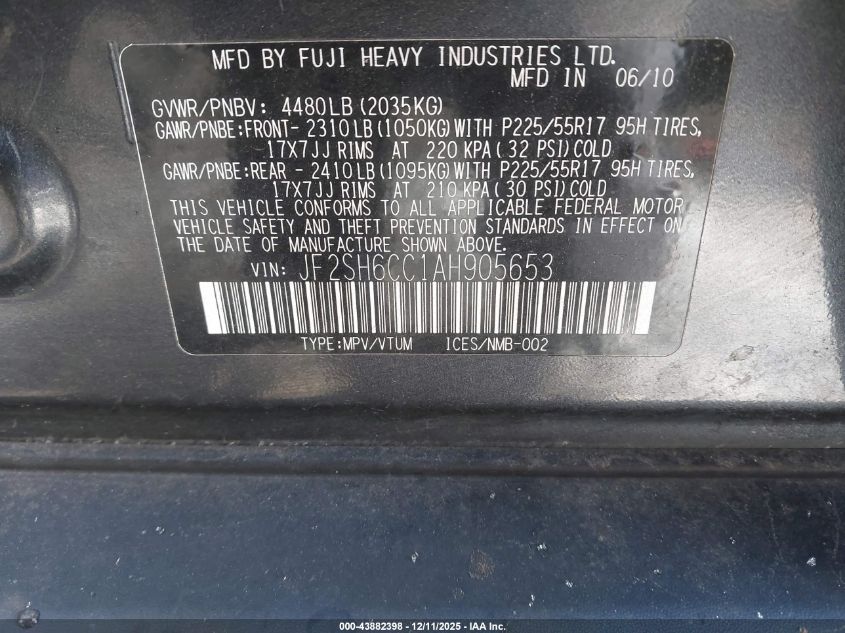 MFD BY FUJI HEAVY INDUSTRIES LTD.
MFD IN 06/10
GVWR/PNBV: 4480LB (2035KG)
GAWR/PNBE:FRONT- 2310LB (1050KG) WITH P225/55R17 95H TIRES,
17X7JJ RIMS AT 220 KPA (32 PSI) COLD
GAWR/PNBE:REAR - 2410LB (1095KG) WITH P225/55R17 95H TIRES,
17X7JJ RIMS AT 210 KPA (30 PSI) COLD
THIS VEHICLE CONFORMS TO ALL APPLICABLE FEDERAL MOTOR
VEHICLE SAFETY AND THEFT PREVENTION STANDARDS IN EFFECT ON
THE DATE OF MANUFACTURE SHOWN ABOVE.
VIN: JF2SH6CC1AH905653
TYPE:MPV/VTUM ICES/NMB-002
000-43882398 - 12/11/2025 - IAA Inc.